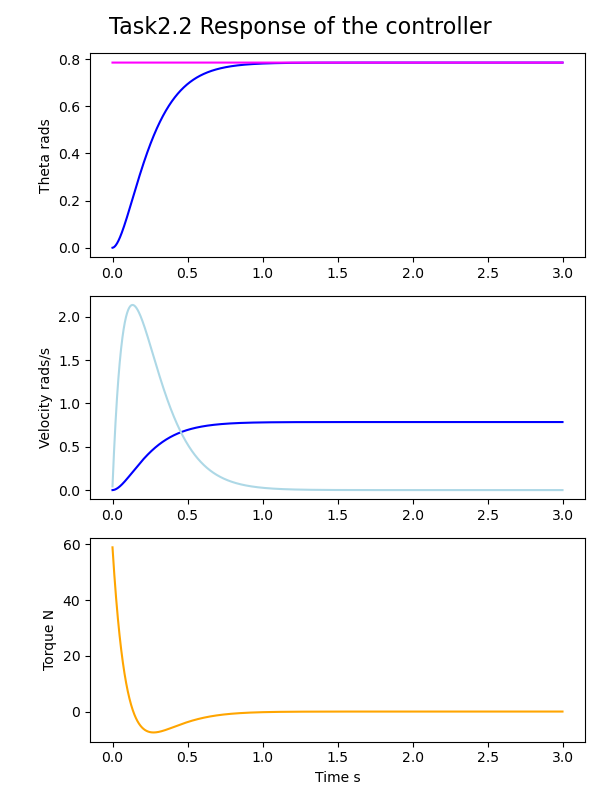 Task2.2 Response of the controller
0.8
0.6
0.4
0.2
0.0
Theta rads
0.0 0.5 1.0 1.5 2.0 2.5 3.0
2.0
1.5
1.0
0.5
0.0
Velocity rads/s
0.0 0.5 1.0 1.5 2.0 2.5 3.0
60
40
20
0
Torque N
0.0 0.5 1.0 1.5 2.0 2.5 3.0
Time s